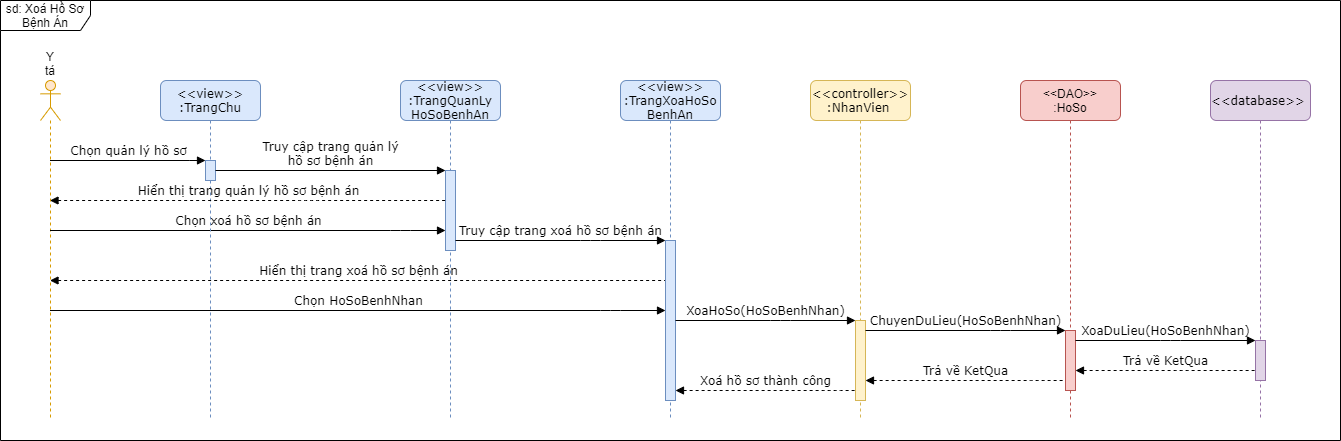 sd: Xoá Hồ Sơ
Bệnh Án
Y
tá
<<view>>
:TrangChu
<<view>>
:TrangQuanLy
HoSoBenhAn
<<view>>
:TrangXoaHoSo
BenhAn
<<controller>>
:NhanVien
<<DAO>>
:HoSo
<<database>>
Chọn quản lý hồ sơ
Truy cập trang quản lý
hồ sơ bệnh án
Hiển thị trang quản lý hồ sơ bệnh án
Chọn xoá hồ sơ bệnh án
Truy cập trang xoá hồ sơ bệnh án
Hiển thị trang xoá hồ sơ bệnh án
Chọn HoSoBenhNhan
XoaHoSo(HoSoBenhNhan)
ChuyenDuLieu(HoSoBenhNhan)
XoaDuLieu(HoSoBenhNhan)
Trả về KetQua
Trả về KetQua
Xoá hồ sơ thành công